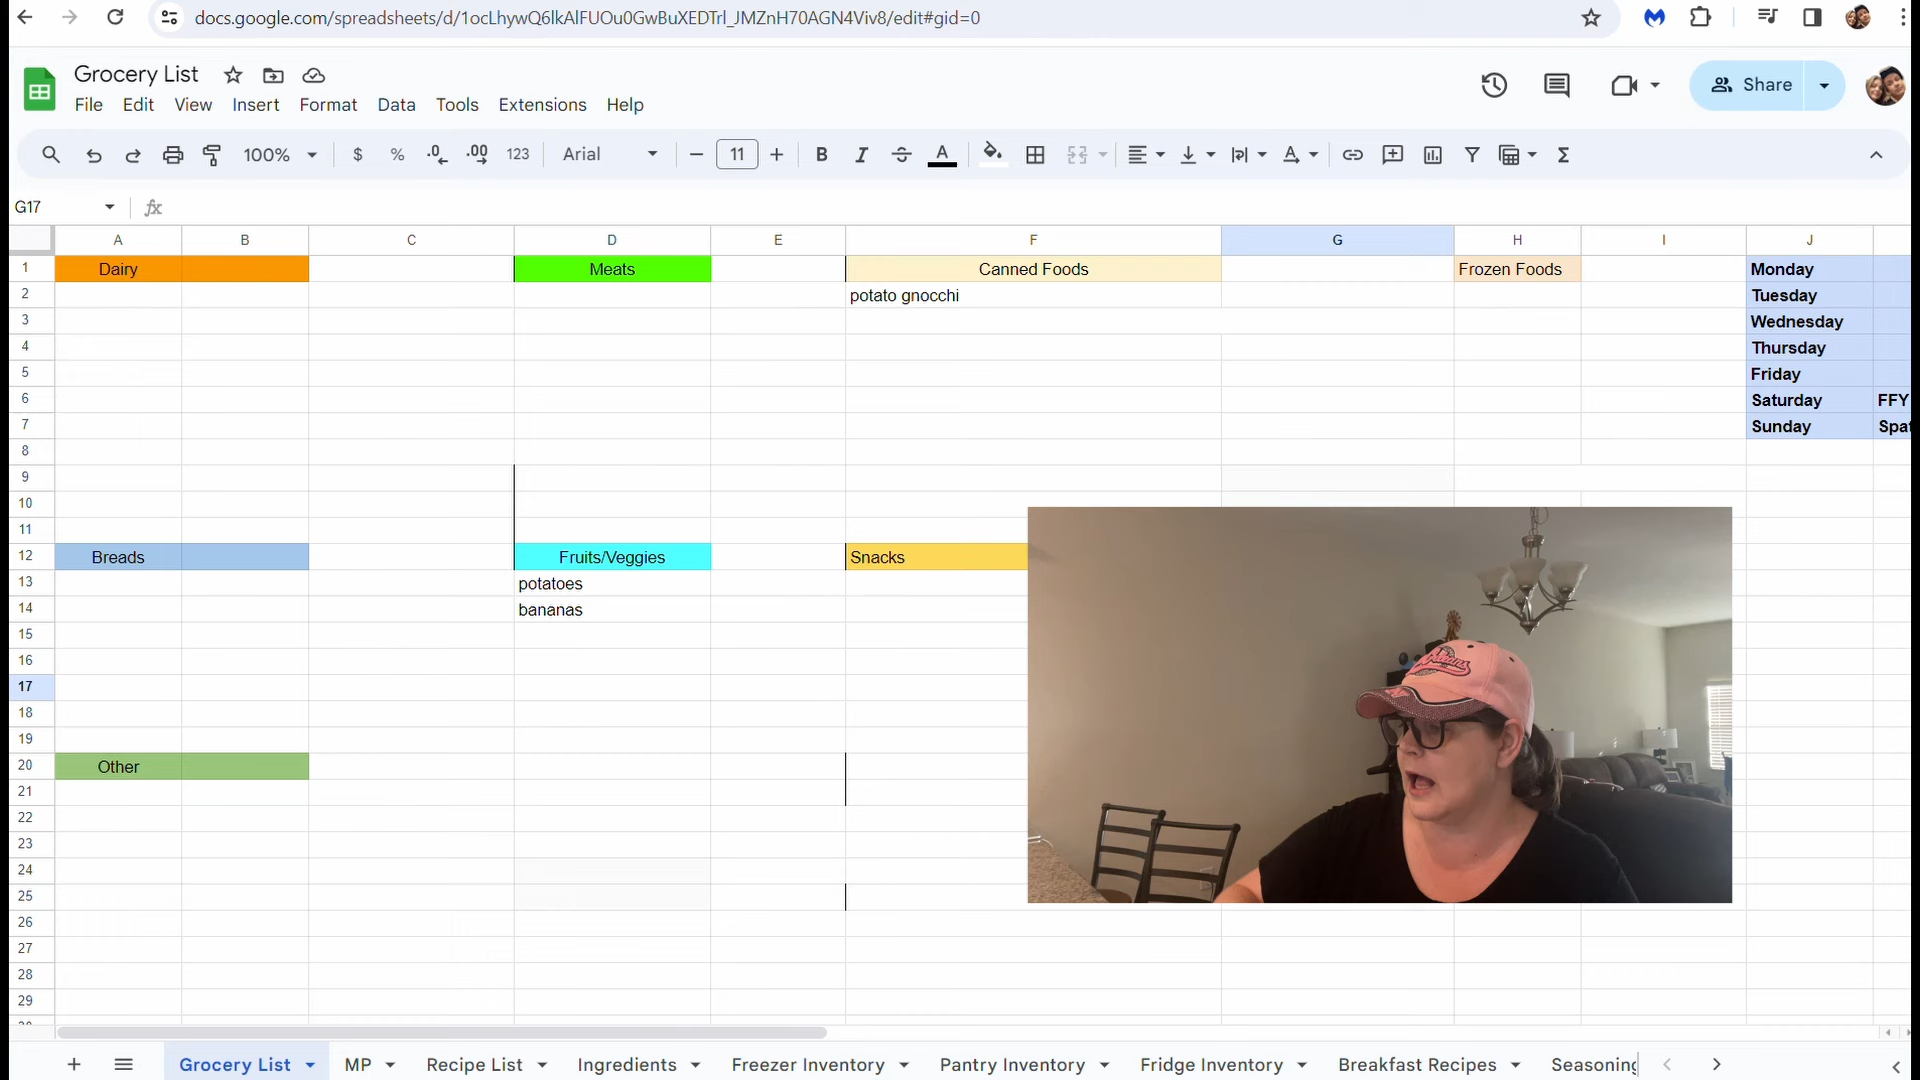 docs.google.com/spreadsheets/d/1ocLhywQ6lkAlFUOu0GwBuXEDTrl_JMZnH70AGN4Viv8/edit#gid=0
Grocery List
File Edit View Insert Format Data Tools Extensions Help
Share
100% $ % .0 .00 123 Arial 11 B I A Σ
G17 fx
A B C D E F G H I J
1 Dairy Meats Canned Foods Frozen Foods Monday
2 potato gnocchi Tuesday
3 Wednesday
4 Thursday
5 Friday
6 Saturday FFY
7 Sunday Spa
8
9
10
11
12 Breads Fruits/Veggies Snacks
13 potatoes
14 bananas
15
16
17
18
19
20 Other
21
22
23
24
25
26
27
28
29
Grocery List MP Recipe List Ingredients Freezer Inventory Pantry Inventory Fridge Inventory Breakfast Recipes Seasoning